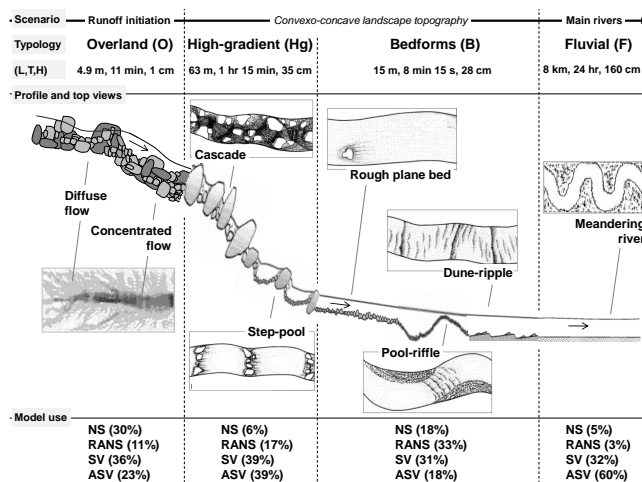 Scenario Runoff initiation Convexo-concave landscape topography Main rivers
Typology Overland (O) High-gradient (Hg) Bedforms (B) Fluvial (F)
(L,T,H) 4.9 m, 11 min, 1 cm 63 m, 1 hr 15 min, 35 cm 15 m, 8 min 15 s, 28 cm 8 km, 24 hr, 160 cm
Profile and top views
Cascade
Rough plane bed
Diffuse
flow
Concentrated
flow
Meandering
river
Dune-ripple
Step-pool
Pool-riffle
Model use
NS (30%) NS (6%) NS (18%) NS (5%)
RANS (11%) RANS (17%) RANS (33%) RANS (3%)
SV (36%) SV (39%) SV (31%) SV (32%)
ASV (23%) ASV (39%) ASV (18%) ASV (60%)